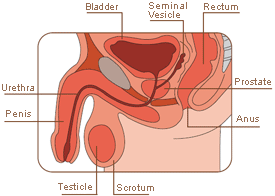 Bladder
Seminal
Vesicle
Rectum
Urethra
Prostate
Penis
Anus
Testicle
Scrotum